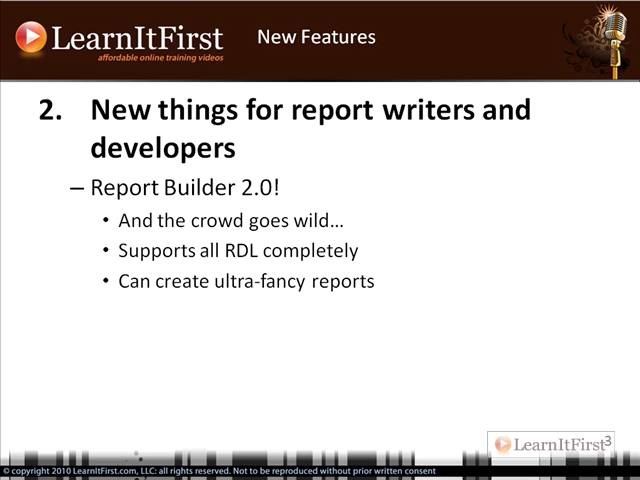 LearnItFirst
affordable online training videos
New Features
2. New things for report writers and
developers
– Report Builder 2.0!
• And the crowd goes wild…
• Supports all RDL completely
• Can create ultra-fancy reports
LearnItFirst
3
© copyright 2010 LearnItFirst.com, LLC: all rights reserved. Not to be reproduced without prior written consent